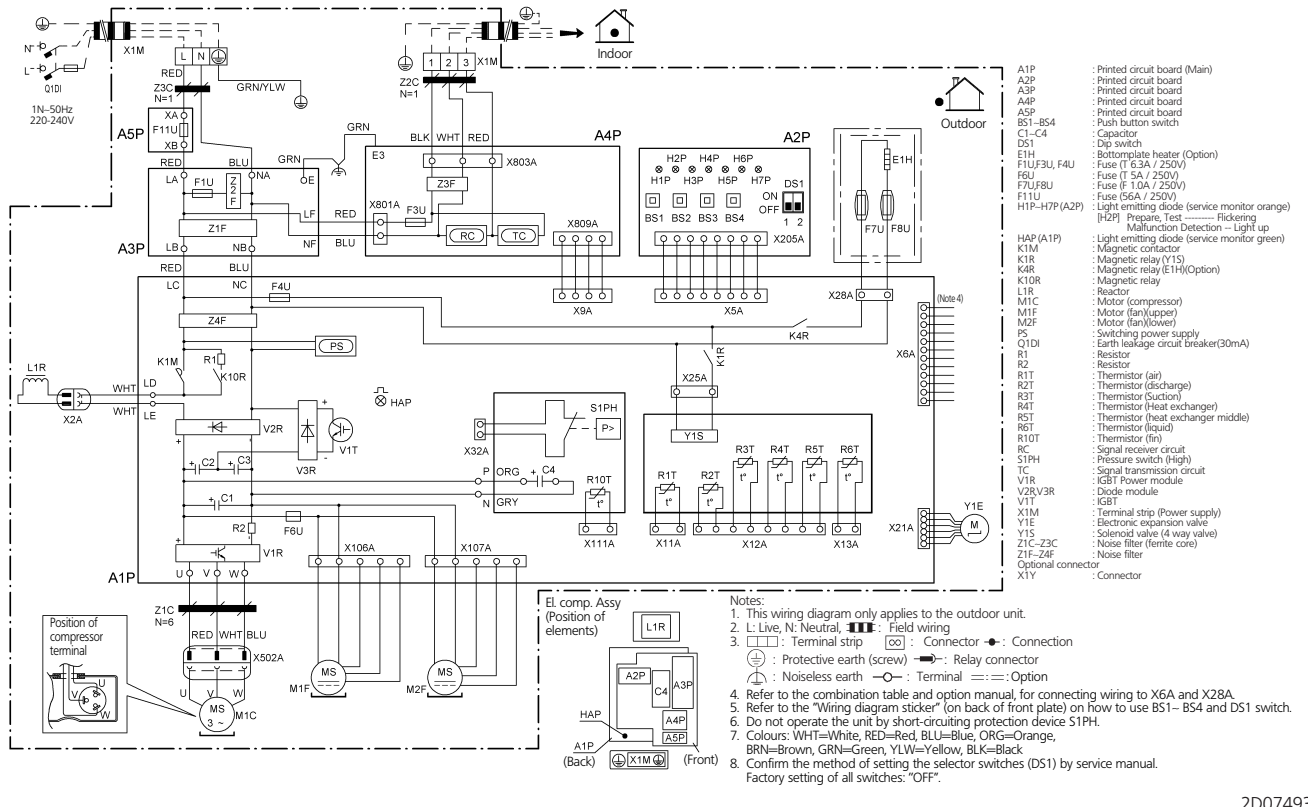 N
L
Q1DI
1N–50Hz
220-240V
X1M
L N
RED
Z3C
N=1
GRN/YLW
A5P
XA
F11U
XB
RED
BLU
GRN
GRN
1 2 3
X1M
Z2C
N=1
Indoor
Outdoor
BLK WHT RED
A4P
A2P
E3
X803A
Z3F
X801A
F3U
RC
TC
X809A
H2P H4P H6P
H1P H3P H5P H7P
DS1
ON
OFF
1 2
BS1 BS2 BS3 BS4
X205A
E1H
F7U F8U
LA
NA
E
F1U
Z
2
F
LF
RED
NF
BLU
Z1F
A3P
LB
NB
RED
BLU
LC
NC
F4U
X9A
X5A
X28A
(Note 4)
Z4F
PS
K4R
K1R
X6A
K1M
R1
K10R
L1R
WHT
LD
WHT
LE
X2A
HAP
X25A
Y1S
V2R
+
-
V1T
V3R
+
C2
+
C3
X32A
S1PH
P>
P
ORG
+
C4
N
GRY
R10T
t°
X111A
R1T
t°
R2T
t°
R3T
t°
R4T
t°
R5T
t°
R6T
t°
X11A
X12A
X13A
X21A
Y1E
M
+
C1
F6U
R2
V1R
A1P
U V W
X106A
X107A
Z1C
N=6
RED WHT BLU
X502A
U V W
MS
3 ~
M1C
MS
M1F
MS
M2F
Position of
compressor
terminal
U
V
W
El. comp. Assy
(Position of
elements)
L1R
A2P
C4
A3P
A4P
A5P
HAP
A1P
(Back)
X1M
(Front)
A1P : Printed circuit board (Main)
A2P : Printed circuit board
A3P : Printed circuit board
A4P : Printed circuit board
A5P : Printed circuit board
BS1–BS4 : Push button switch
C1–C4 : Capacitor
DS1 : Dip switch
E1H : Bottomplate heater (Option)
F1U,F3U, F4U : Fuse (T 6.3A / 250V)
F6U : Fuse (T 5A / 250V)
F7U,F8U : Fuse (F 1.0A / 250V)
F11U : Fuse (56A / 250V)
H1P–H7P (A2P) : Light emitting diode (service monitor orange)
[H2P] Prepare, Test --------- Flickering
Malfunction Detection -- Light up
HAP (A1P) : Light emitting diode (service monitor green)
K1M : Magnetic contactor
K1R : Magnetic relay (Y1S)
K4R : Magnetic relay (E1H)(Option)
K10R : Magnetic relay
L1R : Reactor
M1C : Motor (compressor)
M1F : Motor (fan)(upper)
M2F : Motor (fan)(lower)
PS : Switching power supply
Q1DI : Earth leakage circuit breaker(30mA)
R1 : Resistor
R2 : Resistor
R1T : Thermistor (air)
R2T : Thermistor (discharge)
R3T : Thermistor (Suction)
R4T : Thermistor (Heat exchanger)
R5T : Thermistor (heat exchanger middle)
R6T : Thermistor (liquid)
R10T : Thermistor (fin)
RC : Signal receiver circuit
S1PH : Pressure switch (High)
TC : Signal transmission circuit
V1R : IGBT Power module
V2R,V3R : Diode module
V1T : IGBT
X1M : Terminal strip (Power supply)
Y1E : Electronic expansion valve
Y1S : Solenoid valve (4 way valve)
Z1C–Z3C : Noise filter (ferrite core)
Z1F–Z4F : Noise filter
Optional connector
X1Y : Connector
Notes:
1. This wiring diagram only applies to the outdoor unit.
2. L: Live, N: Neutral, : Field wiring
3. : Terminal strip : Connector : Connection
: Protective earth (screw) : Relay connector
: Noiseless earth : Terminal : Option
4. Refer to the combination table and option manual, for connecting wiring to X6A and X28A.
5. Refer to the "Wiring diagram sticker" (on back of front plate) on how to use BS1– BS4 and DS1 switch.
6. Do not operate the unit by short-circuiting protection device S1PH.
7. Colours: WHT=White, RED=Red, BLU=Blue, ORG=Orange,
BRN=Brown, GRN=Green, YLW=Yellow, BLK=Black
8. Confirm the method of setting the selector switches (DS1) by service manual.
Factory setting of all switches: "OFF".